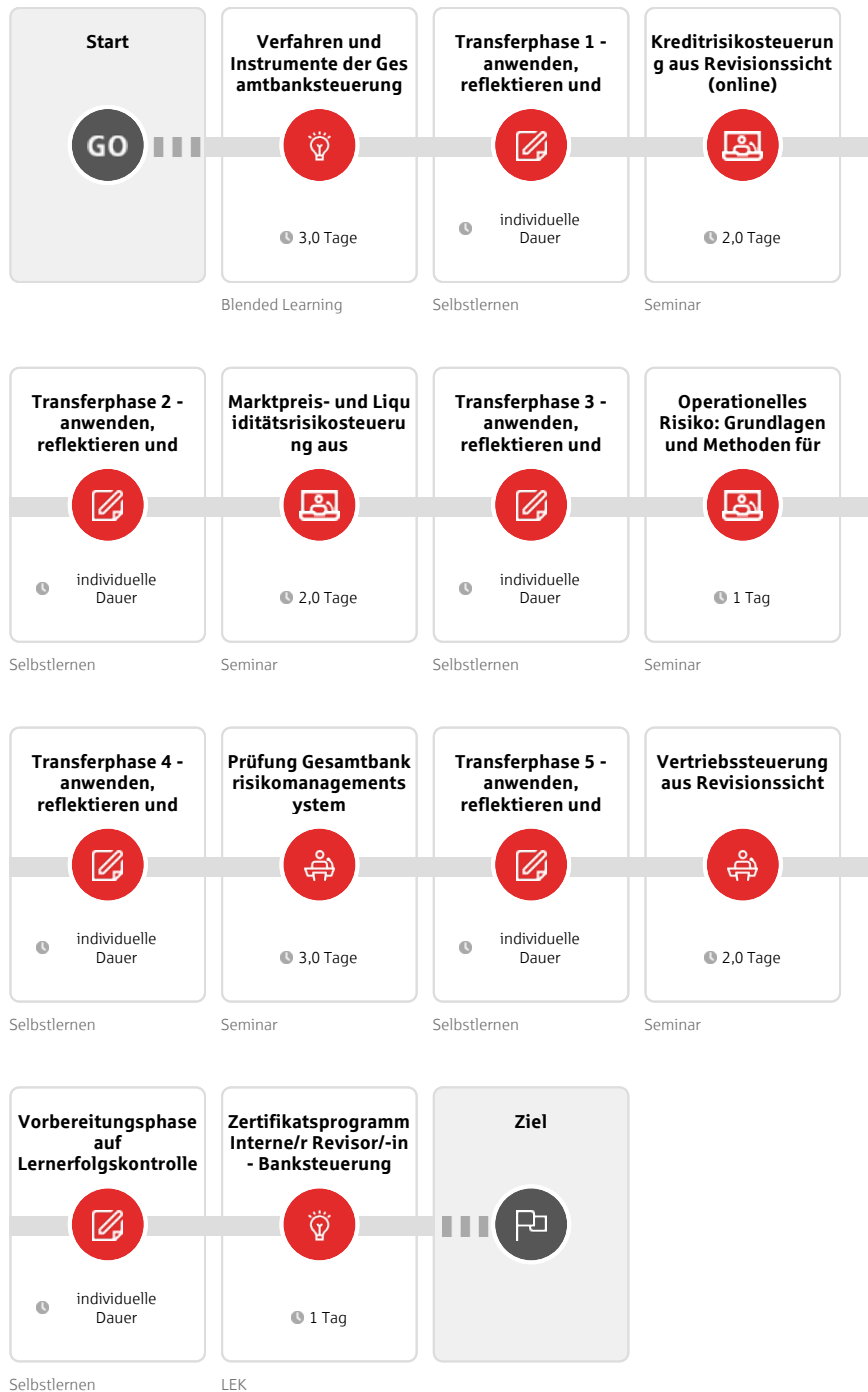 Start
GO
Verfahren und
Instrumente der Ges
amtbanksteuerung
3,0 Tage
Blended Learning
Transferphase 1 -
anwenden,
reflektieren und
individuelle
Dauer
Selbstlernen
Kreditrisikosteuerun
g aus Revisionssicht
(online)
2,0 Tage
Seminar
Transferphase 2 -
anwenden,
reflektieren und
individuelle
Dauer
Selbstlernen
Marktpreis- und Liqu
iditätsrisikosteueru
ng aus
2,0 Tage
Seminar
Transferphase 3 -
anwenden,
reflektieren und
individuelle
Dauer
Selbstlernen
Operationelles
Risiko: Grundlagen
und Methoden für
1 Tag
Seminar
Transferphase 4 -
anwenden,
reflektieren und
individuelle
Dauer
Selbstlernen
Prüfung Gesamtbank
risikomanagements
ystem
3,0 Tage
Seminar
Transferphase 5 -
anwenden,
reflektieren und
individuelle
Dauer
Selbstlernen
Vertriebssteuerung
aus Revisionssicht
2,0 Tage
Seminar
Vorbereitungsphase
auf
Lernerfolgskontrolle
individuelle
Dauer
Selbstlernen
Zertifikatsprogramm
Interne/r Revisor/-in
- Banksteuerung
1 Tag
LEK
Ziel